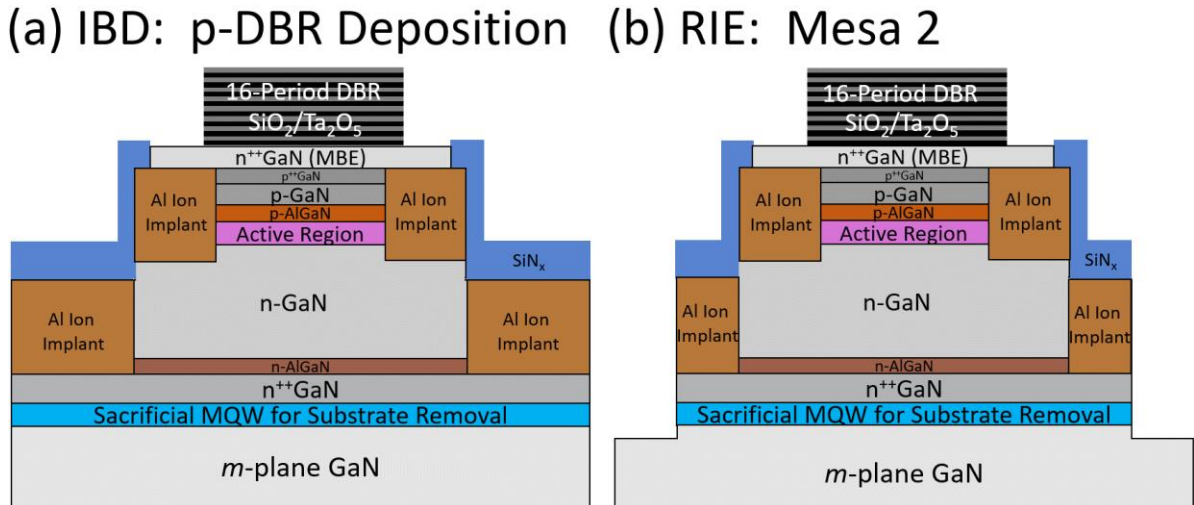 (a) IBD: p-DBR Deposition
16-Period DBR
SiO₂/Ta₂O₅
n⁺⁺GaN (MBE)
Al Ion
Implant
p⁺⁺GaN
p-GaN
p-AlGaN
Active Region
Al Ion
Implant
SiNₓ
n-GaN
Al Ion
Implant
Al Ion
Implant
n-AlGaN
n⁺⁺GaN
Sacrificial MQW for Substrate Removal
m-plane GaN
(b) RIE: Mesa 2
16-Period DBR
SiO₂/Ta₂O₅
n⁺⁺GaN (MBE)
Al Ion
Implant
p⁺⁺GaN
p-GaN
p-AlGaN
Active Region
Al Ion
Implant
SiNₓ
n-GaN
Al Ion
Implant
Al Ion
Implant
n-AlGaN
n⁺⁺GaN
Sacrificial MQW for Substrate Removal
m-plane GaN